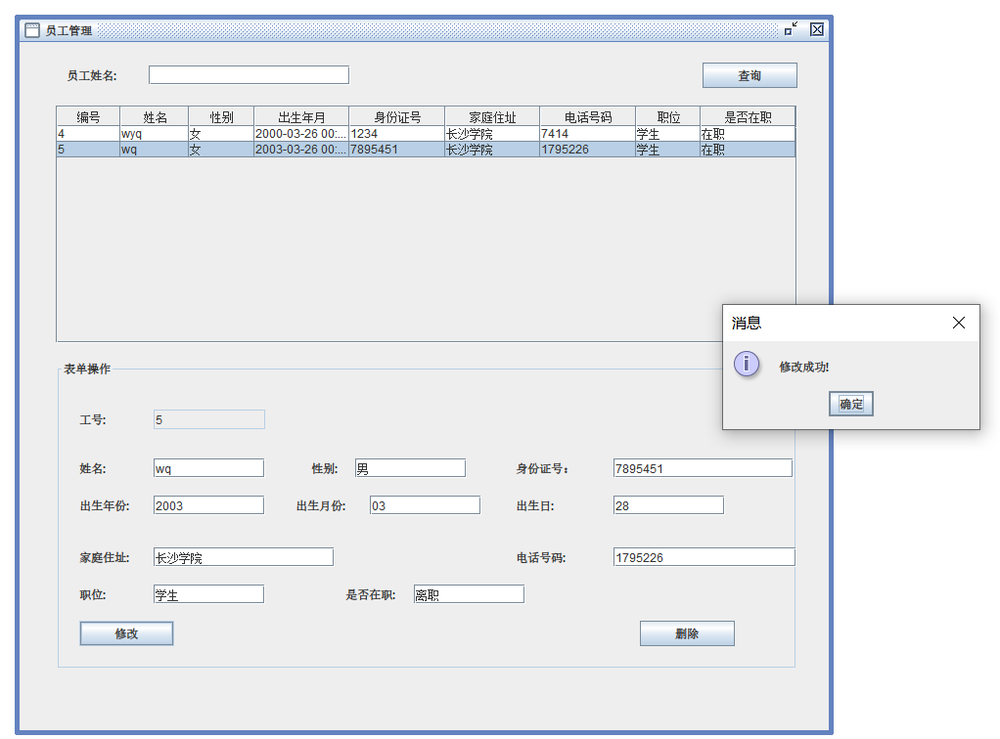 员工管理
员工姓名: 查询
编号 姓名 性别 出生年月 身份证号 家庭住址 电话号码 职位 是否在职
4 wyq 女 2000-03-26 00:... 1234 长沙学院 7414 学生 在职
5 wq 女 2003-03-26 00:... 7895451 长沙学院 1795226 学生 在职
消息
修改成功!
确定
表单操作
工号: 5
姓名: wq 性别: 男 身份证号: 7895451
出生年份: 2003 出生月份: 03 出生日: 28
家庭住址: 长沙学院 电话号码: 1795226
职位: 学生 是否在职: 离职
修改 删除